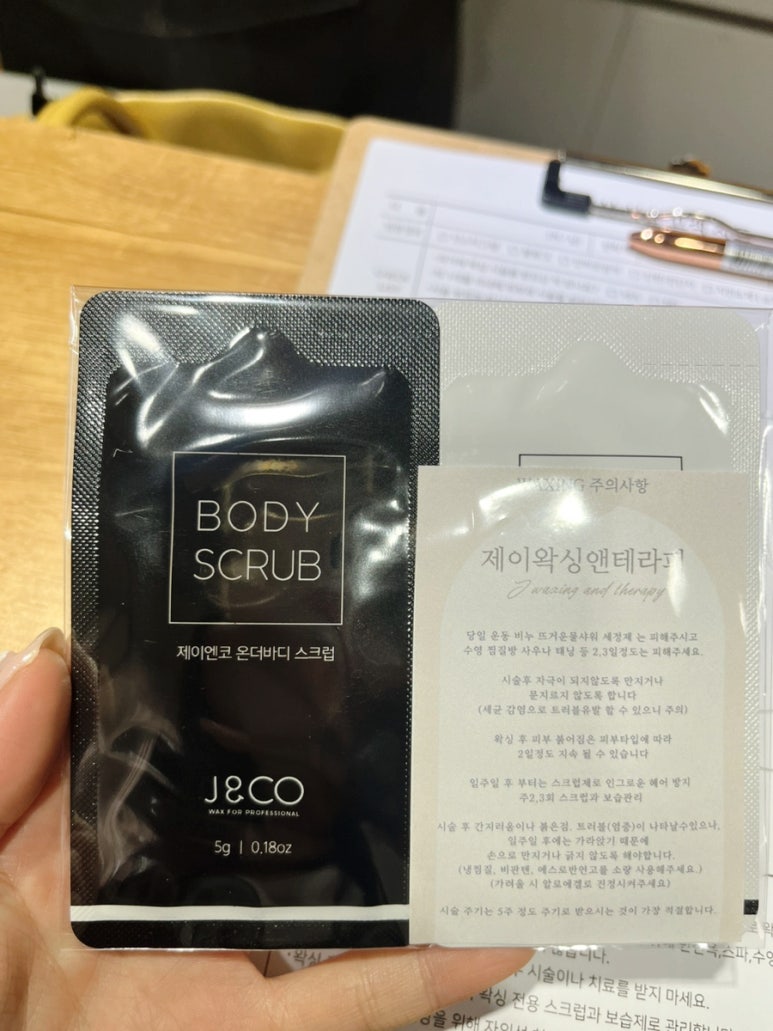 BODY
SCRUB
제이엔코 온더바디 스크럽
J&CO
WAX FOR PROFESSIONAL
5g | 0.18oz
WAXING 주의사항
제이왁싱앤테라피
J waxing and therapy
당일 운동 비누 뜨거운물샤워 세정제 는 피해주시고
수영 찜질방 사우나 태닝 등 2,3일정도는 피해주세요.
시술후 자극이 되지않도록 만지거나
문지르지 않도록 합니다
(세균 감염으로 트러블유발 할 수 있으니 주의)
왁싱 후 피부 붉어짐은 피부타입에 따라
2일정도 지속 될 수 있습니다
일주일 후 부터는 스크럽제로 인그로운 헤어 방지
주2,3회 스크럽과 보습관리
시술 후 간지러움이나 붉은점, 트러블(염증)이 나타날수있으나,
일주일 후에는 가라앉기 때문에
손으로 만지거나 긁지 않도록 해야합니다.
(냉찜질, 비판텐, 에스로반연고를 소량 사용해주세요.)
(가려울 시 알로에겔로 진정시켜주세요)
시술 주기는 5주 정도 주기로 받으시는 것이 가장 적절합니다.
시술이나 치료를 받지 마세요.
왁싱 전용 스크럽과 보습제로